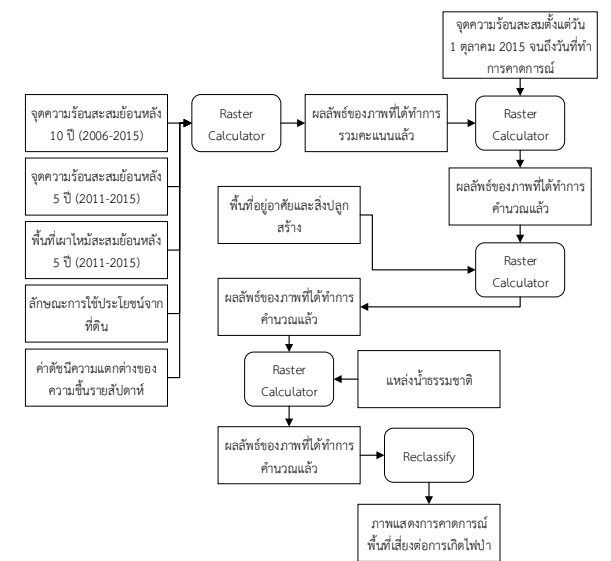 จุดความร้อนสะสมตั้งแต่วัน
1 ตุลาคม 2015 จนถึงวันที่ทำ
การคาดการณ์
จุดความร้อนสะสมย้อนหลัง
10 ปี (2006-2015)
Raster
Calculator
ผลลัพธ์ของภาพที่ได้ทำการ
รวมคะแนนแล้ว
Raster
Calculator
จุดความร้อนสะสมย้อนหลัง
5 ปี (2011-2015)
ผลลัพธ์ของภาพที่ได้ทำการ
คำนวณแล้ว
พื้นที่อยู่อาศัยและสิ่งปลูก
สร้าง
พื้นที่เผาไหม้สะสมย้อนหลัง
5 ปี (2011-2015)
Raster
Calculator
ลักษณะการใช้ประโยชน์จาก
ที่ดิน
ผลลัพธ์ของภาพที่ได้ทำการ
คำนวณแล้ว
ค่าดัชนีความแตกต่างของ
ความชื้นรายสัปดาห์
Raster
Calculator
แหล่งน้ำธรรมชาติ
ผลลัพธ์ของภาพที่ได้ทำการ
คำนวณแล้ว
Reclassify
ภาพแสดงการคาดการณ์
พื้นที่เสี่ยงต่อการเกิดไฟป่า